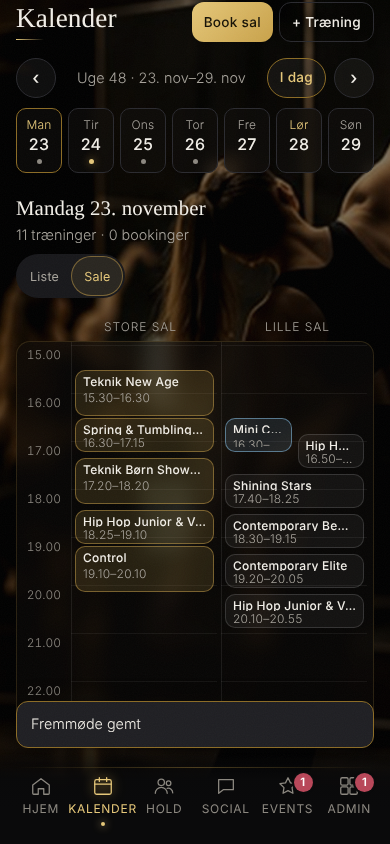 Kalender
Book sal
+ Træning
‹
Uge 48 · 23. nov–29. nov
I dag
›
Man Tir Ons Tor Fre Lør Søn
23 24 25 26 27 28 29
Mandag 23. november
11 træninger · 0 bookinger
Liste
Sale
STORE SAL
LILLE SAL
15.00
Teknik New Age
15.30–16.30
16.00
Spring & Tumbling...
16.30–17.15
Mini C...
16.30–
Hip H...
16.50–...
17.00
Teknik Børn Show...
17.20–18.20
Shining Stars
17.40–18.25
18.00
Hip Hop Junior & V...
18.25–19.10
Contemporary Be...
18.30–19.15
19.00
Control
19.10–20.10
Contemporary Elite
19.20–20.05
20.00
Hip Hop Junior & V...
20.10–20.55
21.00
22.00
Fremmøde gemt
HJEM
KALENDER
HOLD
SOCIAL
1
EVENTS
1
ADMIN